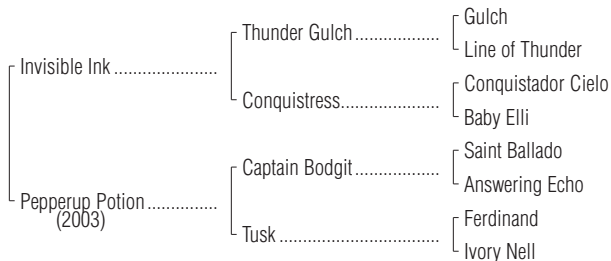 Gulch
Thunder Gulch ....................
Line of Thunder
Invisible Ink .....................
Conquistador Cielo
Conquistress....................
Baby Elli
Saint Ballado
Captain Bodgit .................
Answering Echo
Pepperup Potion ..............
(2003)
Ferdinand
Tusk ................................
Ivory Nell